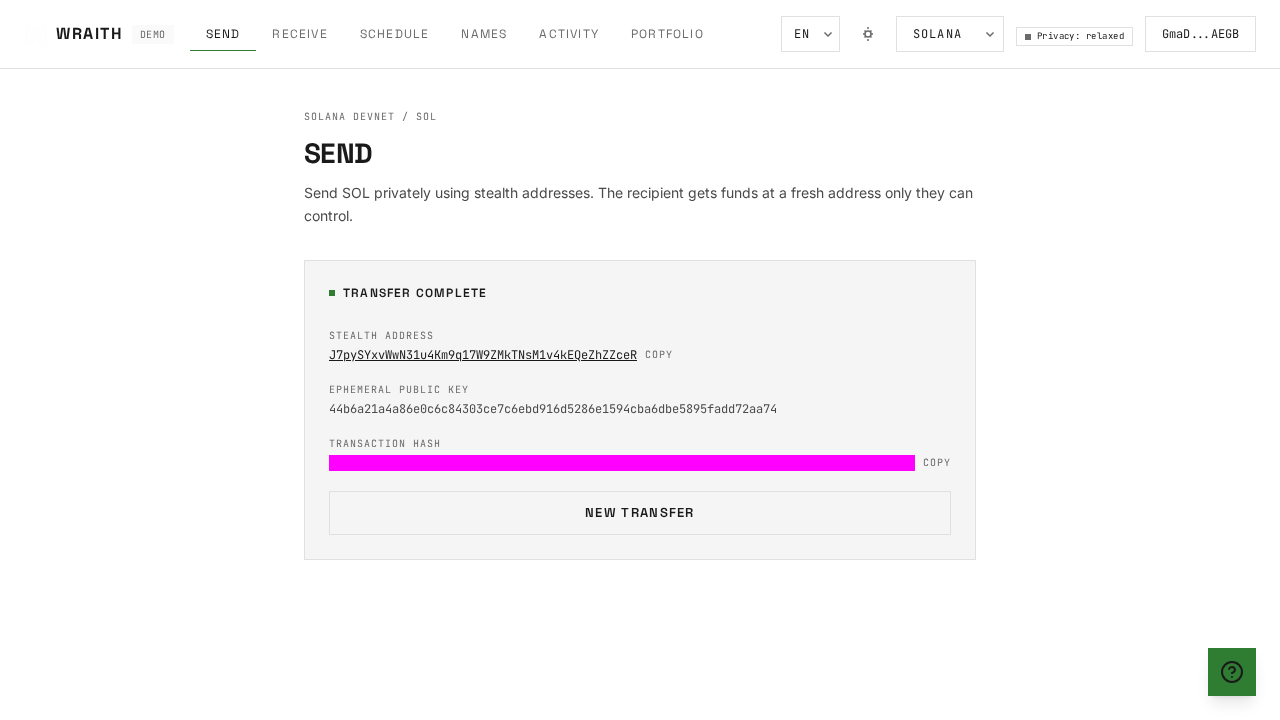 WRAITH DEMO SEND RECEIVE SCHEDULE NAMES ACTIVITY PORTFOLIO EN SOLANA Privacy: relaxed GmaD...AEGB
SOLANA DEVNET / SOL
SEND
Send SOL privately using stealth addresses. The recipient gets funds at a fresh address only they can
control.
TRANSFER COMPLETE
STEALTH ADDRESS
J7pySYxvWwN31u4Km9q17W9ZMkTNsM1v4kEQeZhZZceR COPY
EPHEMERAL PUBLIC KEY
44b6a21a4a86e0c6c84303ce7c6ebd916d5286e1594cba6dbe5895fadd72aa74
TRANSACTION HASH
COPY
NEW TRANSFER